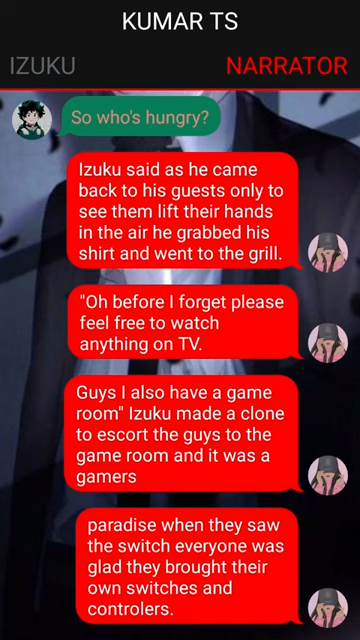 KUMAR TS
IZUKU
NARRATOR
So who's hungry?
Izuku said as he came
back to his guests only to
see them lift their hands
in the air he grabbed his
shirt and went to the grill.
"Oh before I forget please
feel free to watch
anything on TV.
Guys I also have a game
room" Izuku made a clone
to escort the guys to the
game room and it was a
gamers
paradise when they saw
the switch everyone was
glad they brought their
own switches and
controlers.